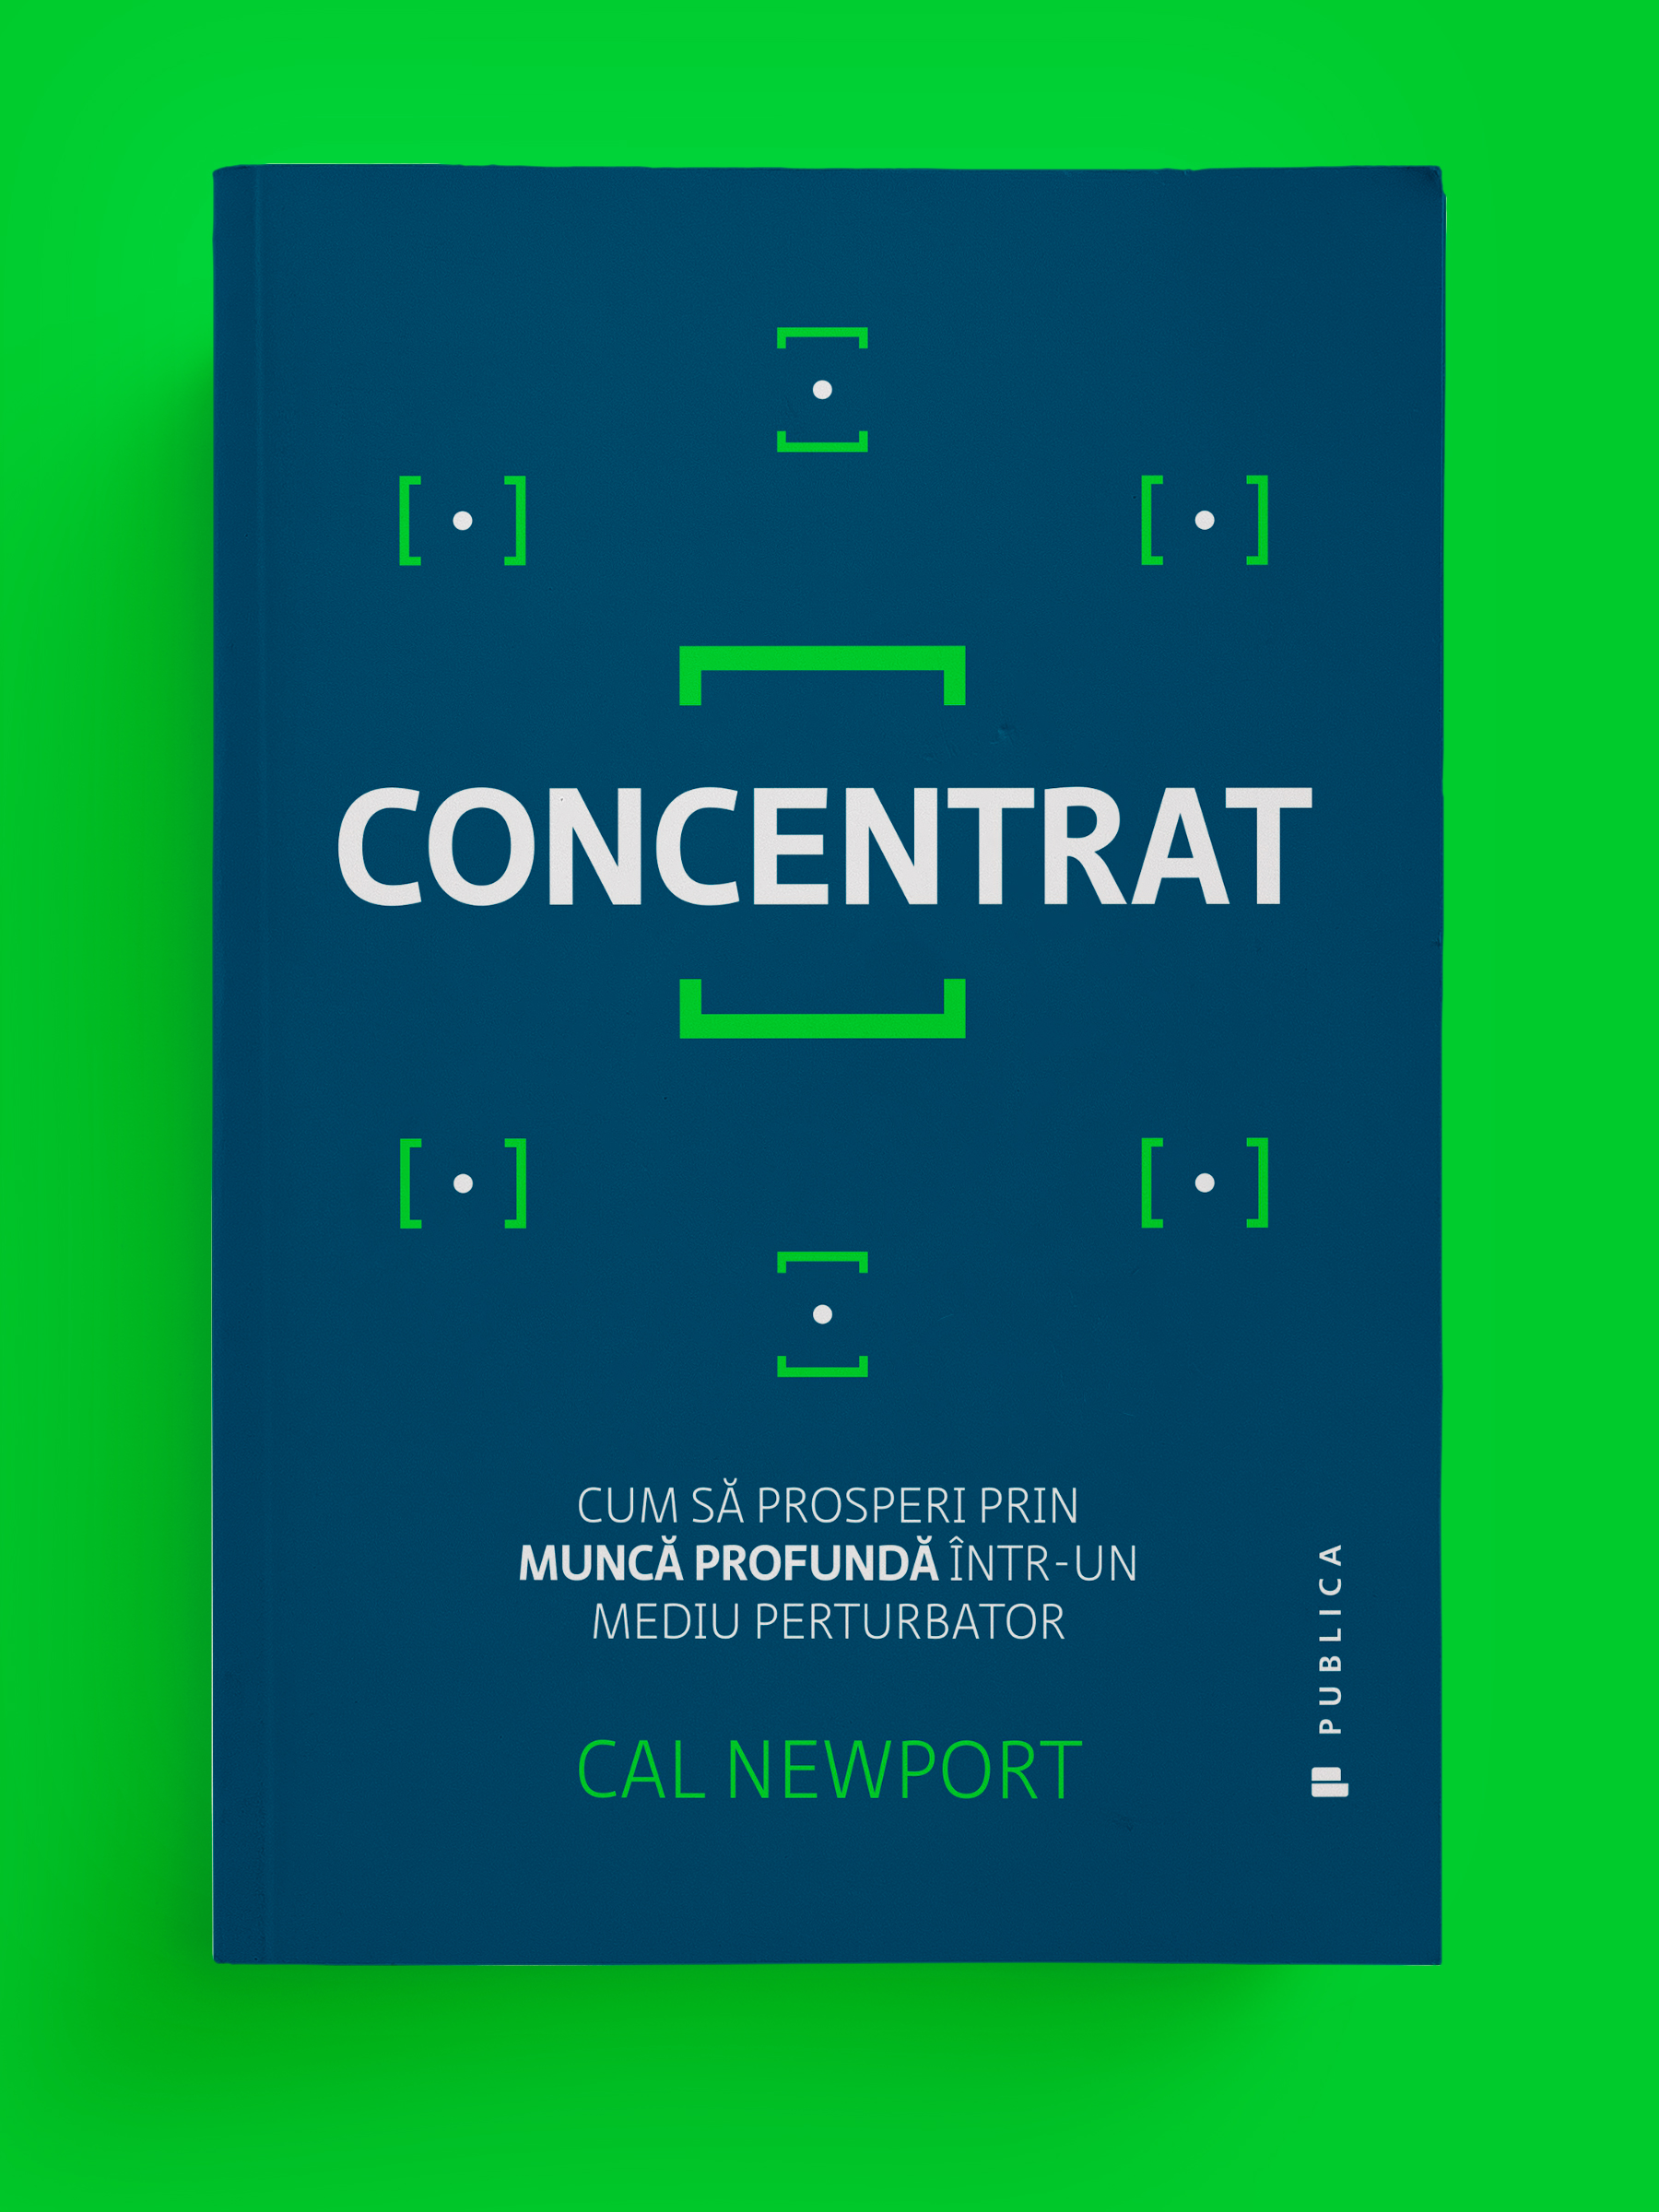 CONCENTRAT
CUM SĂ PROSPERI PRIN
MUNCĂ PROFUNDĂ ÎNTR-UN
MEDIU PERTURBATOR
CAL NEWPORT
PUBLICA